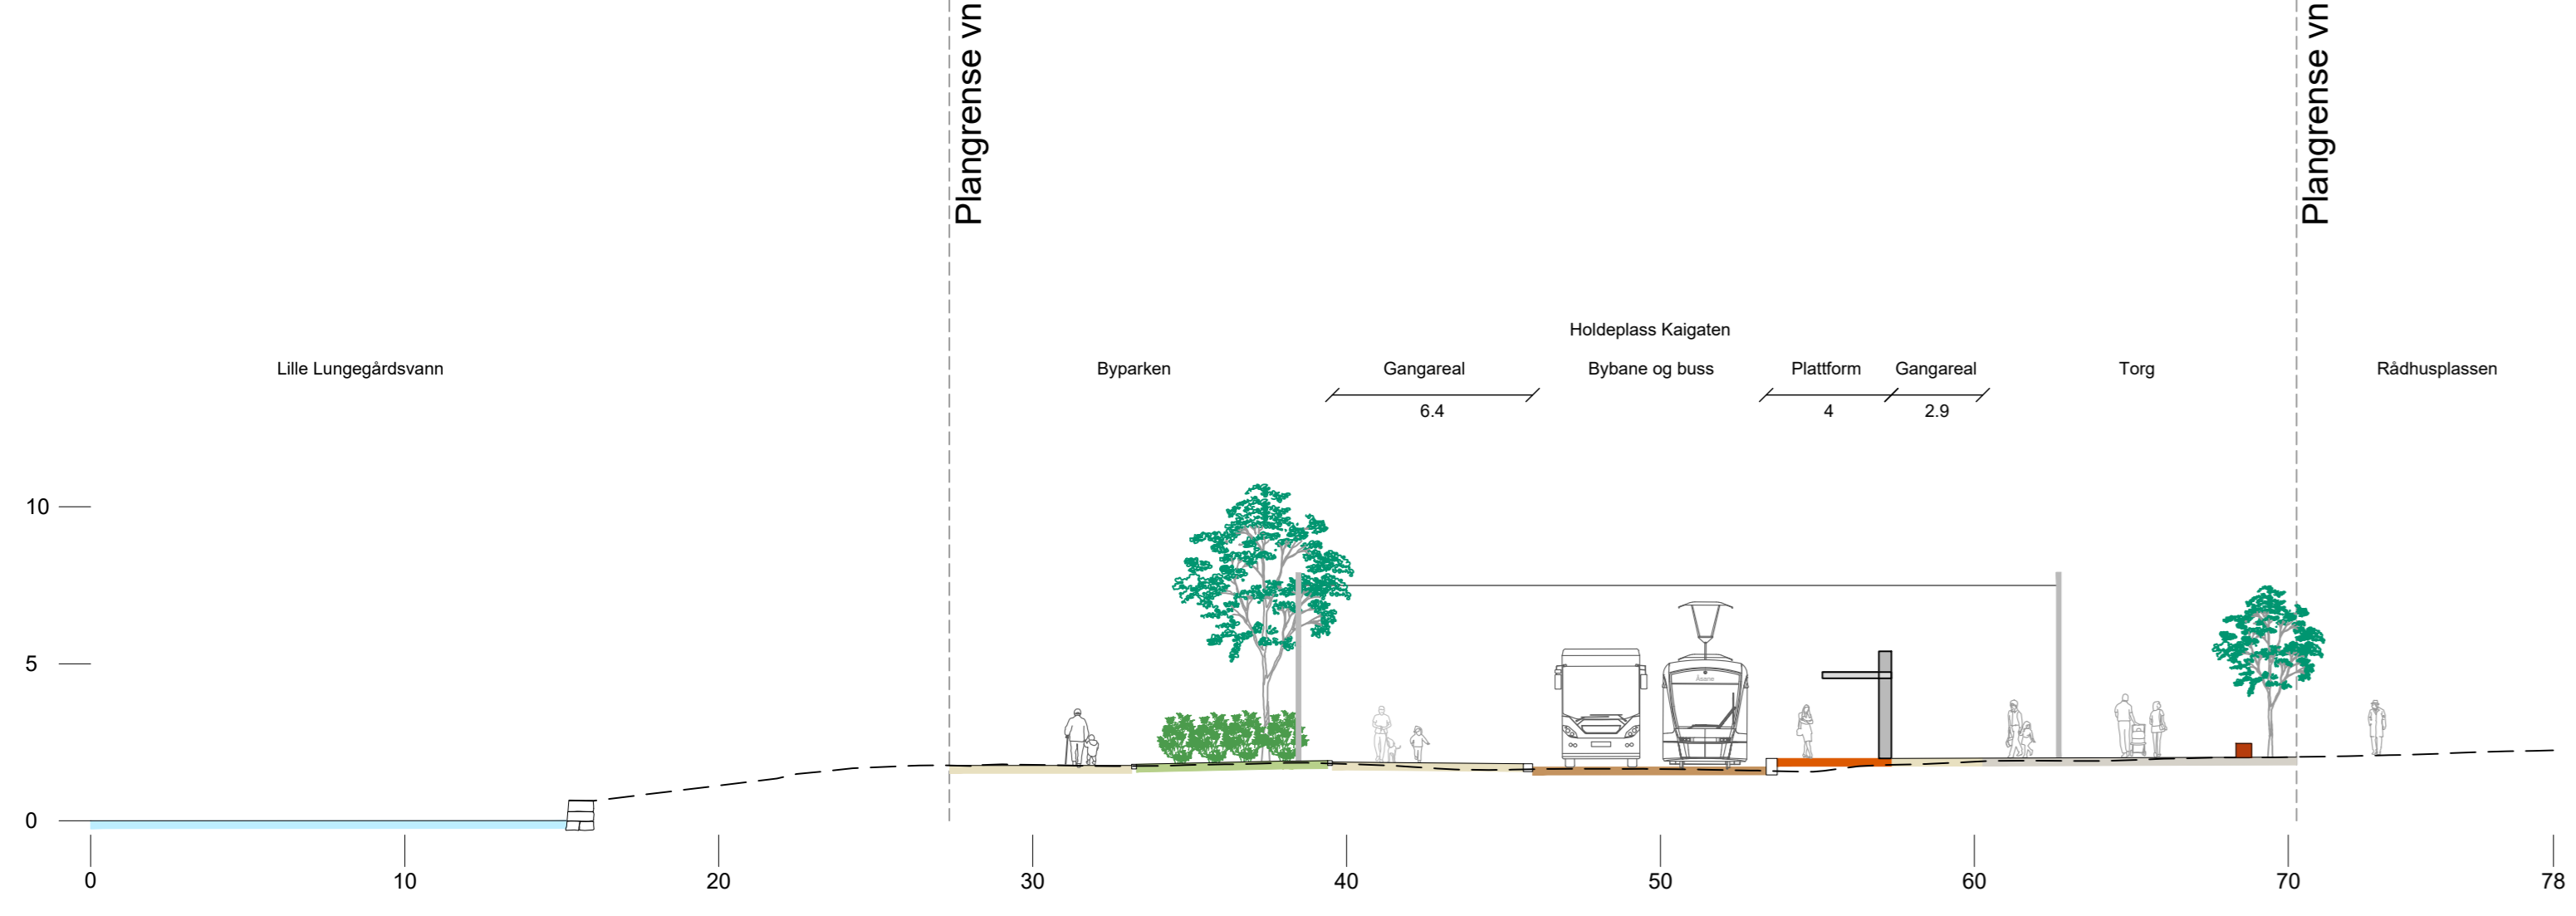 Plangrense vn
Plangrense vn
Holdeplass Kaigaten
Lille Lungegårdsvann
Byparken
Gangareal
Bybane og buss
Plattform
Gangareal
Torg
Rådhusplassen
6.4
4
2.9
10
5
0
Åsane
0
10
20
30
40
50
60
70
78